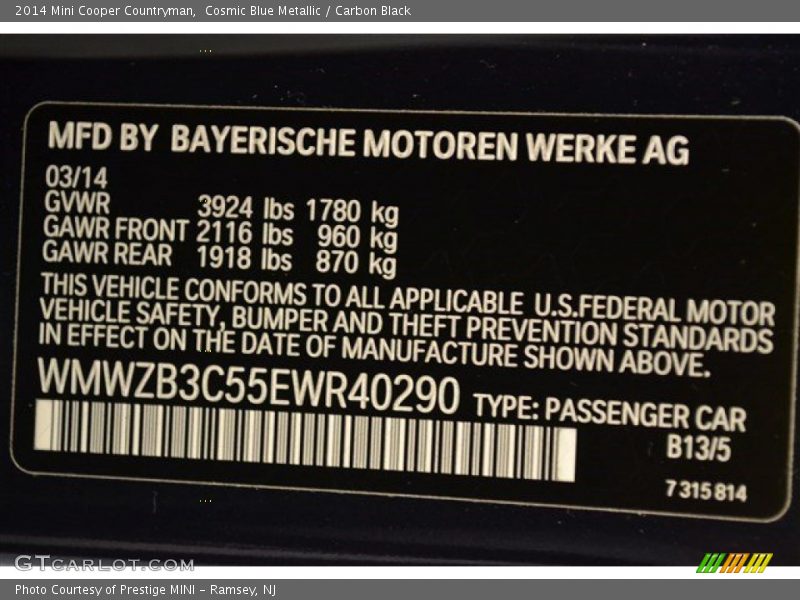 2014 Mini Cooper Countryman,  Cosmic Blue Metallic / Carbon Black
MFD BY BAYERISCHE MOTOREN WERKE AG
03/14
GVWR 3924 lbs 1780 kg
GAWR FRONT 2116 lbs 960 kg
GAWR REAR 1918 lbs 870 kg
THIS VEHICLE CONFORMS TO ALL APPLICABLE U.S.FEDERAL MOTOR
VEHICLE SAFETY, BUMPER AND THEFT PREVENTION STANDARDS
IN EFFECT ON THE DATE OF MANUFACTURE SHOWN ABOVE.
WMWZB3C55EWR40290 TYPE: PASSENGER CAR
B13/5
7 315 814
GTCARLOT.COM
Photo Courtesy of Prestige MINI - Ramsey, NJ